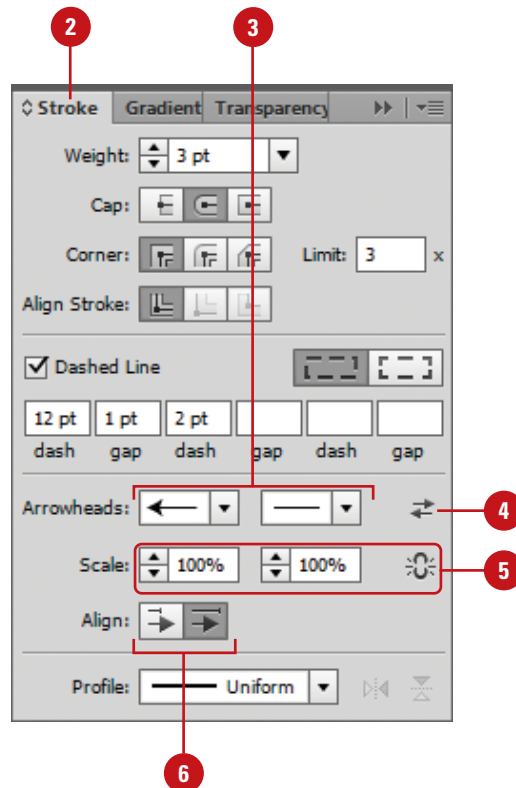 2 3
Stroke Gradient Transparency
Weight: 3 pt
Cap:
Corner: Limit: 3 x
Align Stroke:
Dashed Line
12 pt 1 pt 2 pt
dash gap dash gap dash gap
Arrowheads: 4
Scale: 100% 100% 5
Align:
Profile: Uniform
6